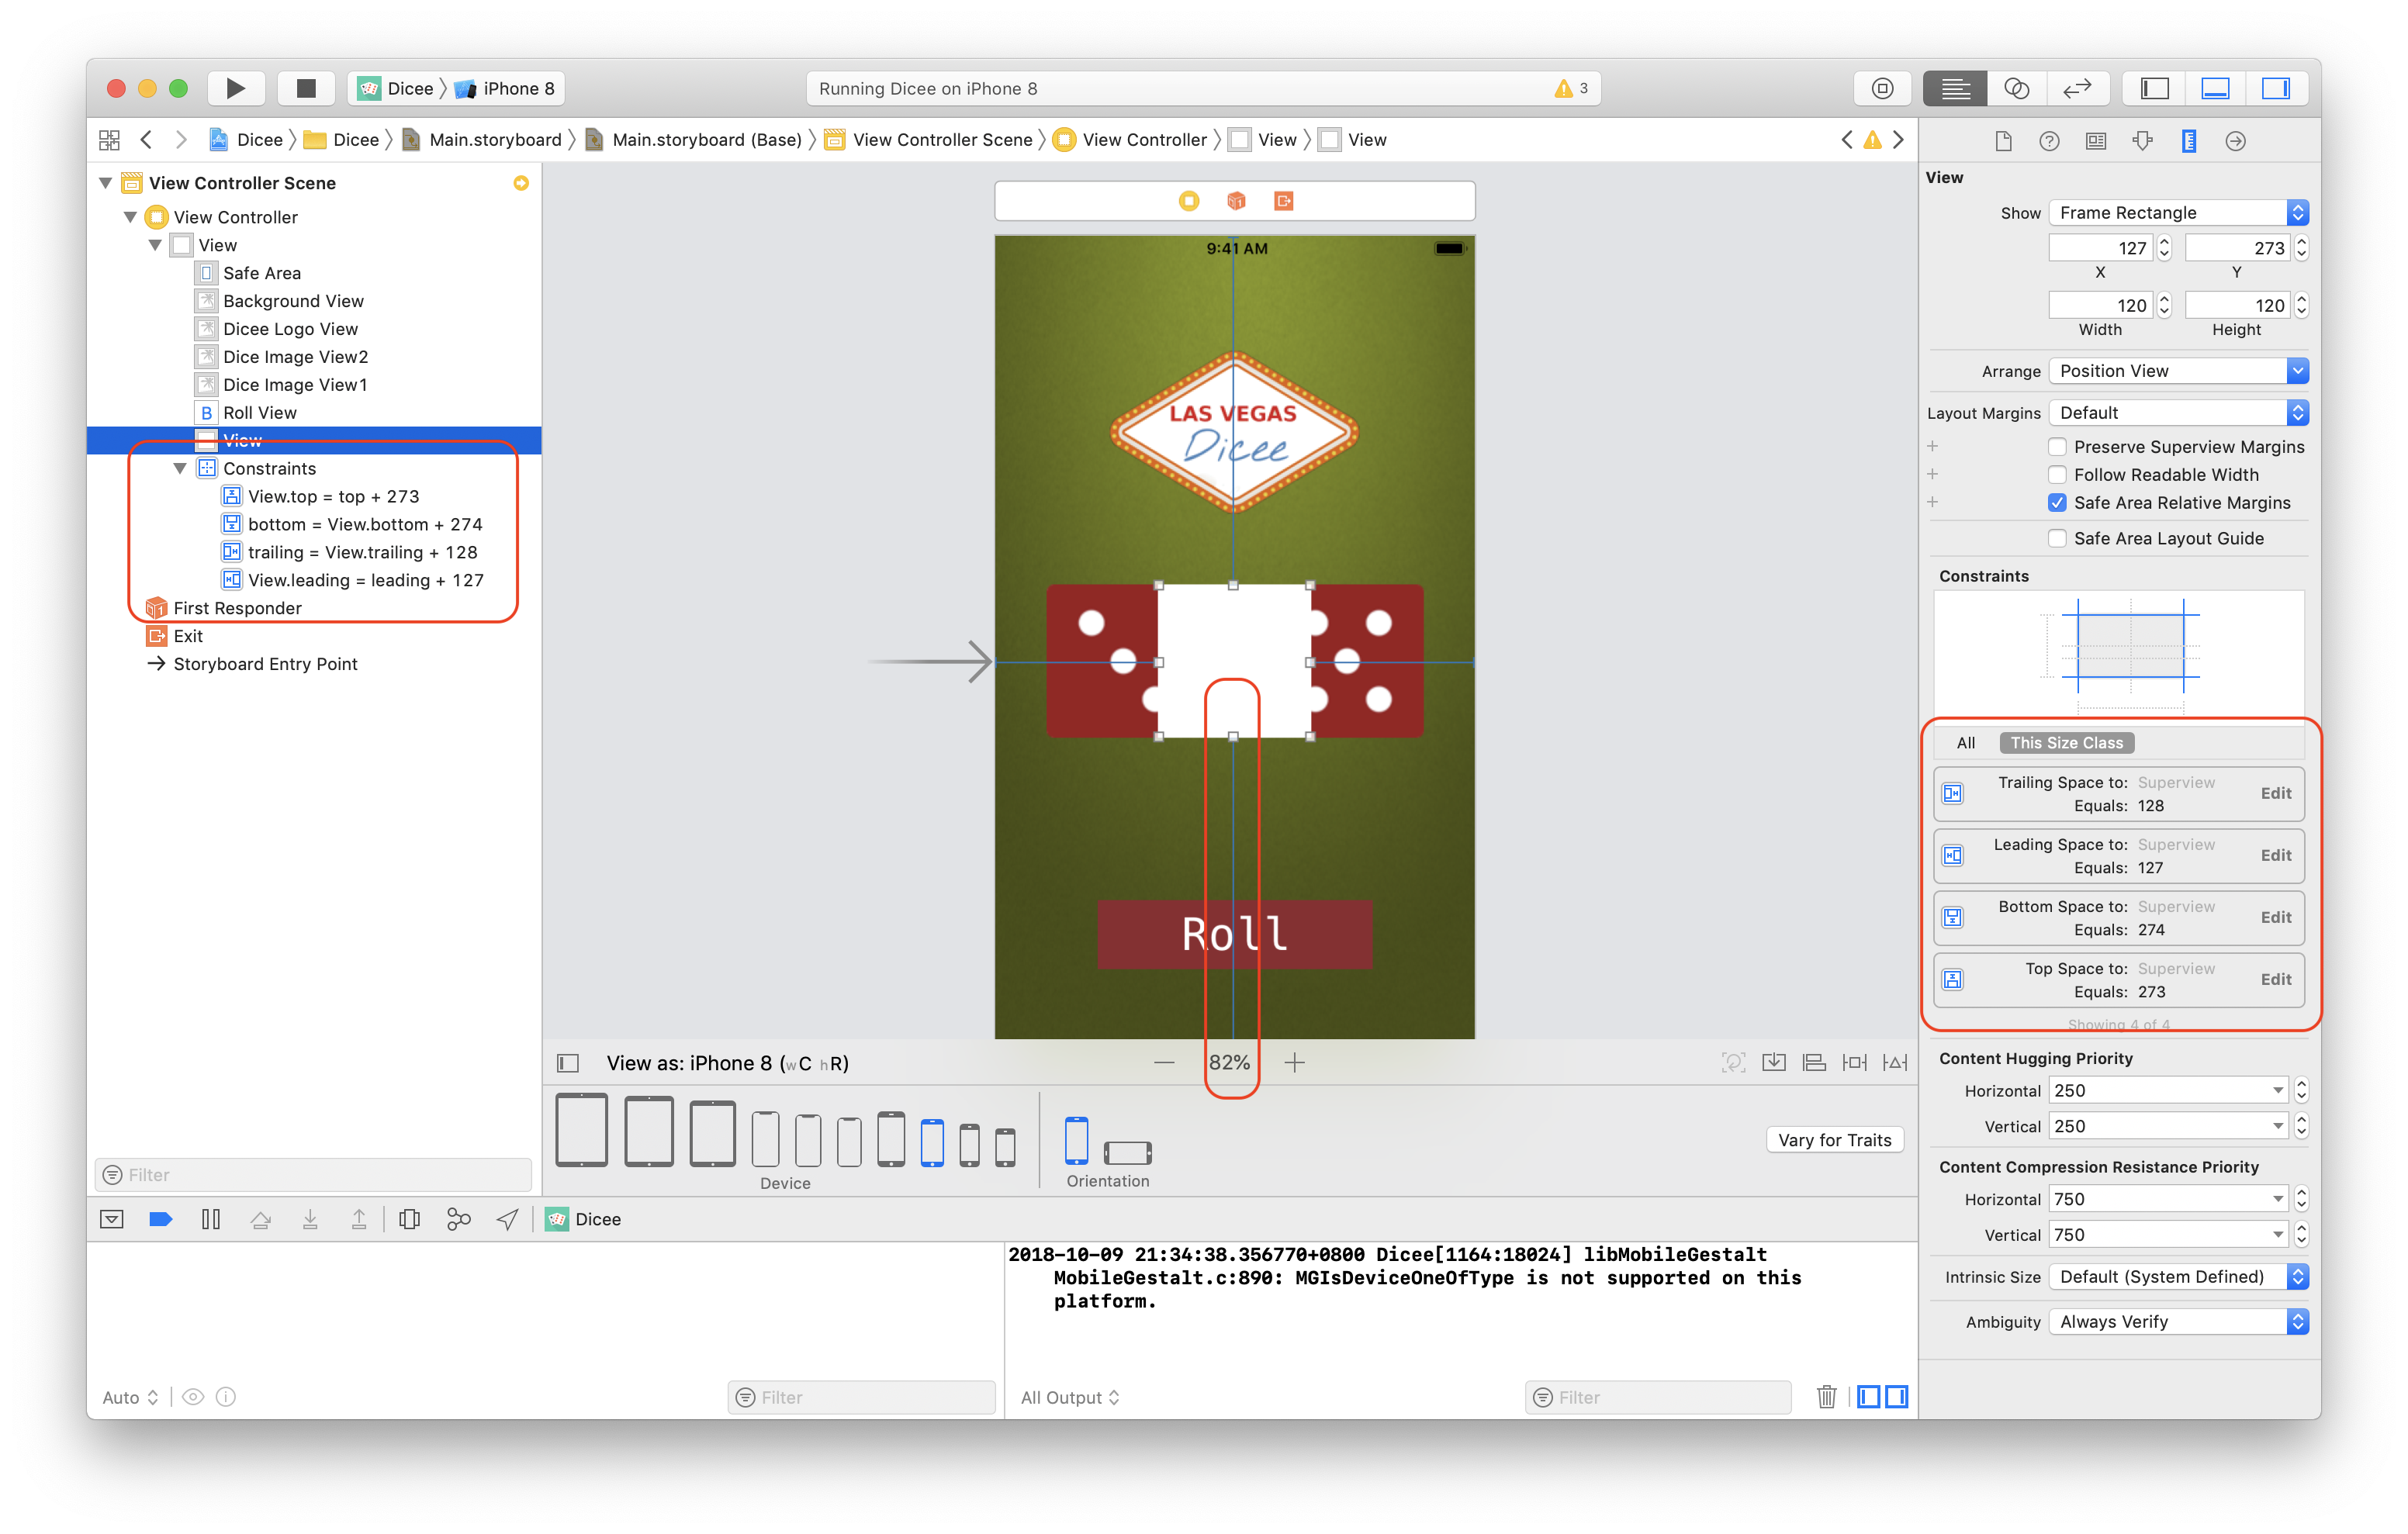 Dicee 〉 iPhone 8
Running Dicee on iPhone 8
3
Dicee 〉 Dicee 〉 Main.storyboard 〉 Main.storyboard (Base) 〉 View Controller Scene 〉 View Controller 〉 View 〉 View
View Controller Scene
View Controller
View
Safe Area
Background View
Dicee Logo View
Dice Image View2
Dice Image View1
B Roll View
View
Constraints
View.top = top + 273
bottom = View.bottom + 274
trailing = View.trailing + 128
View.leading = leading + 127
First Responder
Exit
Storyboard Entry Point
Filter
9:41 AM
LAS VEGAS
Dicee
Roll
View as: iPhone 8 (wC hR)
82%
Device
Orientation
Vary for Traits
Dicee
2018-10-09 21:34:38.356770+0800 Dicee[1164:18024] libMobileGestalt
MobileGestalt.c:890: MGIsDeviceOneOfType is not supported on this
platform.
Auto
Filter
All Output
Filter
View
Show Frame Rectangle
127 273
X Y
120 120
Width Height
Arrange Position View
Layout Margins Default
Preserve Superview Margins
Follow Readable Width
Safe Area Relative Margins
Safe Area Layout Guide
Constraints
All This Size Class
Trailing Space to: Superview
Equals: 128
Edit
Leading Space to: Superview
Equals: 127
Edit
Bottom Space to: Superview
Equals: 274
Edit
Top Space to: Superview
Equals: 273
Edit
Showing 4 of 4
Content Hugging Priority
Horizontal 250
Vertical 250
Content Compression Resistance Priority
Horizontal 750
Vertical 750
Intrinsic Size Default (System Defined)
Ambiguity Always Verify